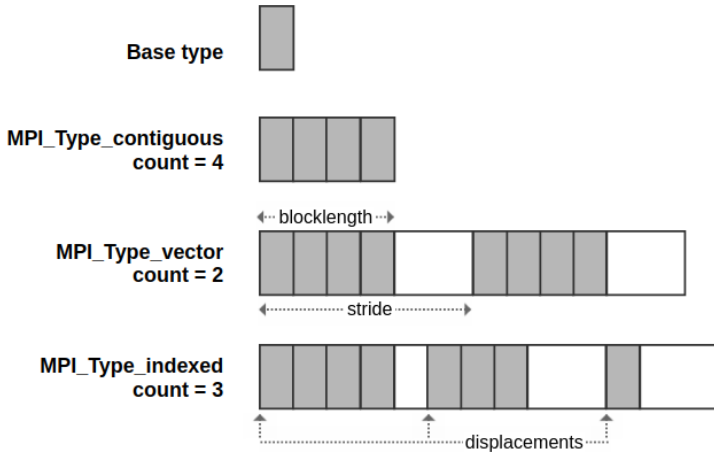 Base type
MPI_Type_contiguous
count = 4
blocklength
MPI_Type_vector
count = 2
stride
MPI_Type_indexed
count = 3
displacements